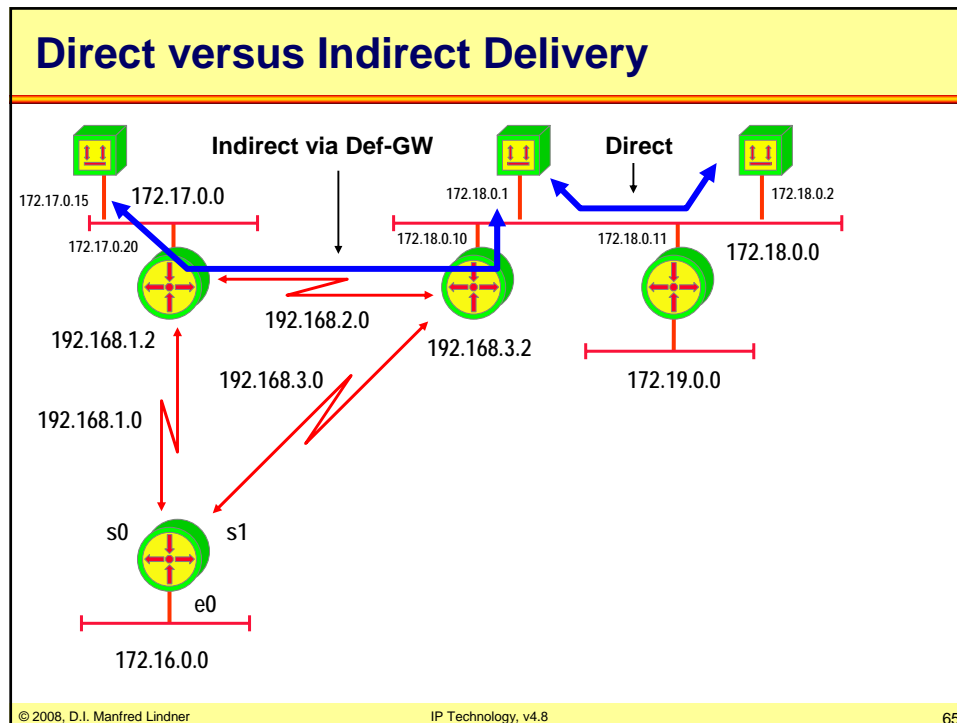 Direct versus Indirect Delivery
Indirect via Def-GW
Direct
172.17.0.15
172.17.0.0
172.18.0.1
172.18.0.2
172.17.0.20
172.18.0.10
172.18.0.11
172.18.0.0
192.168.2.0
192.168.1.2
192.168.3.2
192.168.3.0
172.19.0.0
192.168.1.0
s0
s1
e0
172.16.0.0
© 2008, D.I. Manfred Lindner
IP Technology, v4.8
65